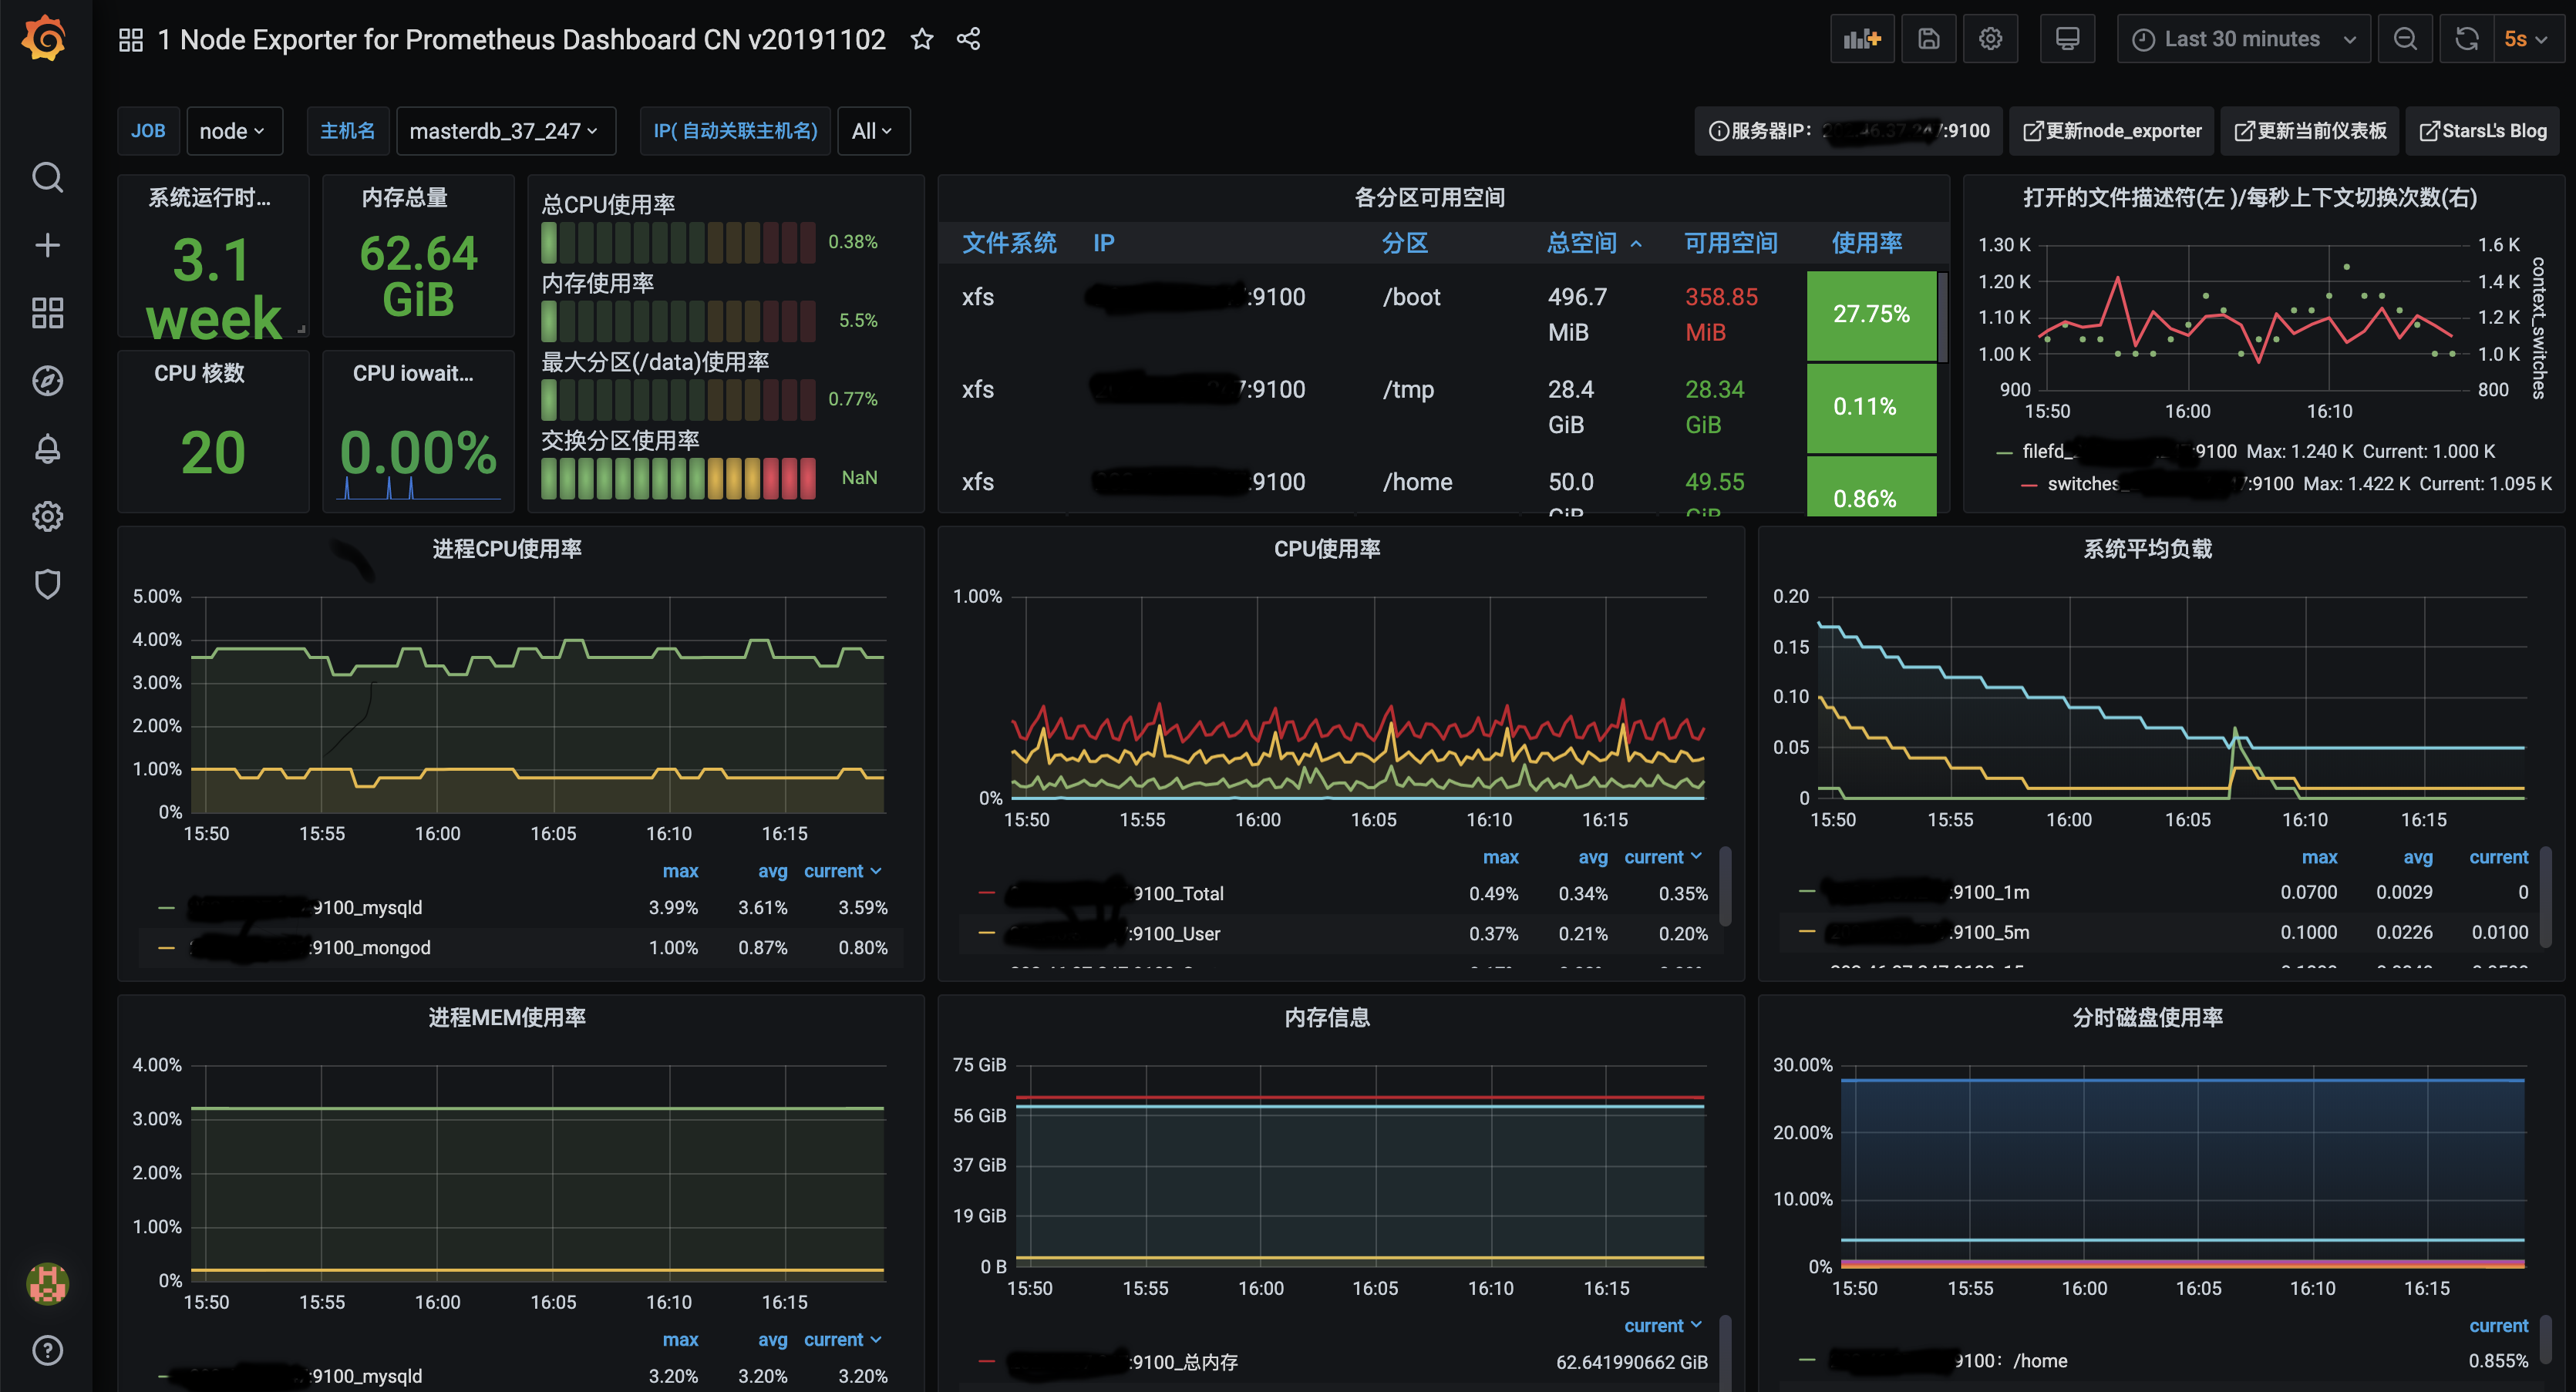 1 Node Exporter for Prometheus Dashboard CN v20191102
Last 30 minutes
5s
JOB node 主机名 masterdb_37_247 IP( 自动关联主机名) All
服务器IP: :9100 更新node_exporter 更新当前仪表板 StarsL's Blog
系统运行时...
3.1
week
内存总量
62.64
GiB
CPU 核数
20
CPU iowait...
0.00%
总CPU使用率
0.38%
内存使用率
5.5%
最大分区(/data)使用率
0.77%
交换分区使用率
NaN
各分区可用空间
文件系统 IP 分区 总空间 可用空间 使用率
xfs :9100 /boot 496.7 MiB 358.85 MiB 27.75%
xfs :9100 /tmp 28.4 GiB 28.34 GiB 0.11%
xfs :9100 /home 50.0 GiB 49.55 GiB 0.86%
打开的文件描述符(左 )/每秒上下文切换次数(右)
1.30 K 1.6 K
1.20 K 1.4 K
1.10 K 1.2 K
1.00 K 1.0 K
900 800
context_switches
15:50 16:00 16:10
filefd_ 9100 Max: 1.240 K Current: 1.000 K
switches_ :9100 Max: 1.422 K Current: 1.095 K
进程CPU使用率
5.00%
4.00%
3.00%
2.00%
1.00%
0%
15:50 15:55 16:00 16:05 16:10 16:15
max avg current
9100_mysqld 3.99% 3.61% 3.59%
:9100_mongod 1.00% 0.87% 0.80%
CPU使用率
1.00%
0%
15:50 15:55 16:00 16:05 16:10 16:15
max avg current
9100_Total 0.49% 0.34% 0.35%
:9100_User 0.37% 0.21% 0.20%
系统平均负载
0.20
0.15
0.10
0.05
0
15:50 15:55 16:00 16:05 16:10 16:15
max avg current
:9100_1m 0.0700 0.0029 0
:9100_5m 0.1000 0.0226 0.0100
进程MEM使用率
4.00%
3.00%
2.00%
1.00%
0%
15:50 15:55 16:00 16:05 16:10 16:15
max avg current
:9100_mysqld 3.20% 3.20% 3.20%
内存信息
75 GiB
56 GiB
37 GiB
19 GiB
0 B
15:50 15:55 16:00 16:05 16:10 16:15
current
:9100_总内存 62.641990662 GiB
分时磁盘使用率
30.00%
20.00%
10.00%
0%
15:50 15:55 16:00 16:05 16:10 16:15
current
9100: /home 0.855%